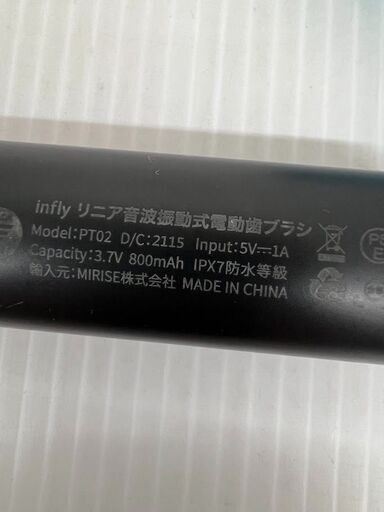 infly リニア音波振動式電動歯ブラシ
Model:PT02 D/C:2115 Input:5V⎓1A
Capacity:3.7V 800mAh IPX7防水等級
輸入元:MIRISE株式会社 MADE IN CHINA